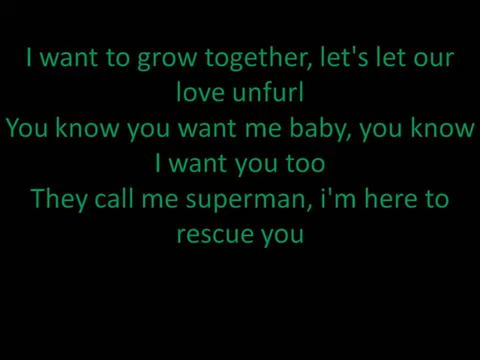 I want to grow together, let's let our
love unfurl
You know you want me baby, you know
I want you too
They call me superman, i'm here to
rescue you